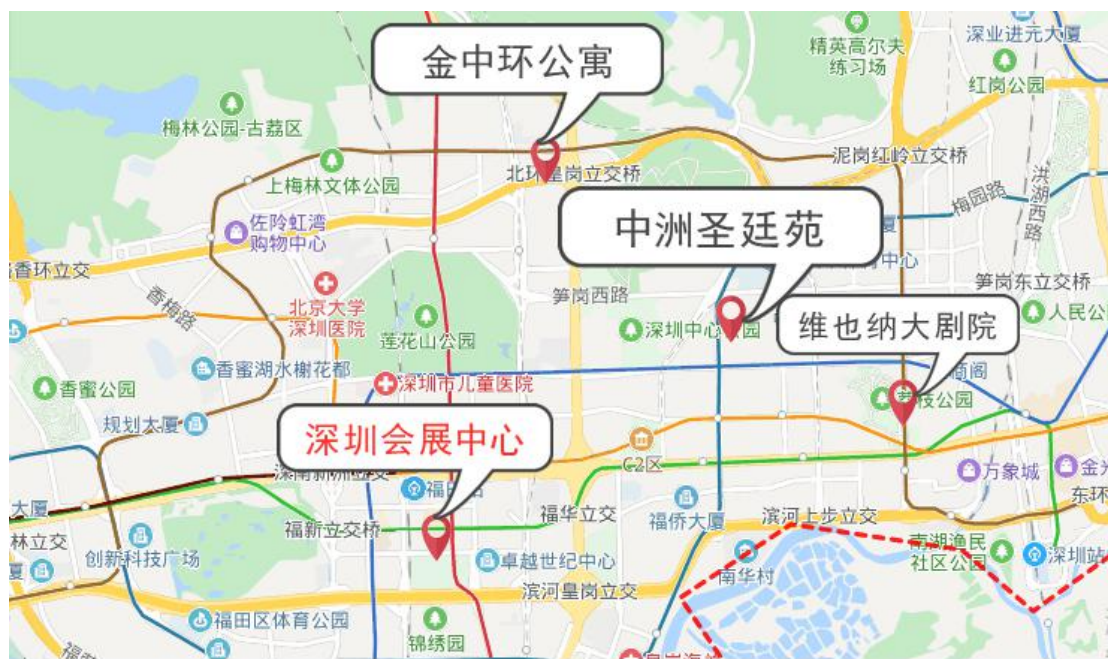 金中环公寓
精英高尔夫
练习场
深业进元大厦
红岗公园
梅林公园-古荔区
上梅林文体公园
北环皇岗立交桥
泥岗红岭立交桥
洪湖西路
梅园路
中洲圣廷苑
佐阾虹湾
购物中心
香环立交
香梅路
北京大学
深圳医院
莲花山公园
笋岗西路
深圳中心
笋岗东立交桥
维也纳大剧院
人民公
香蜜湖水榭花都
深圳市儿童医院
香蜜公园
规划大厦
深圳会展中心
枝公园
C2区
万象城
大厦
福田站
福新立交桥
福华立交
福侨大厦
滨河上步立交
东环
林立交
创新科技广场
卓越世纪中心
南华村
南湖渔民
社区公园
深圳站
滨河皇岗立交
福田区体育公园
锦绣园